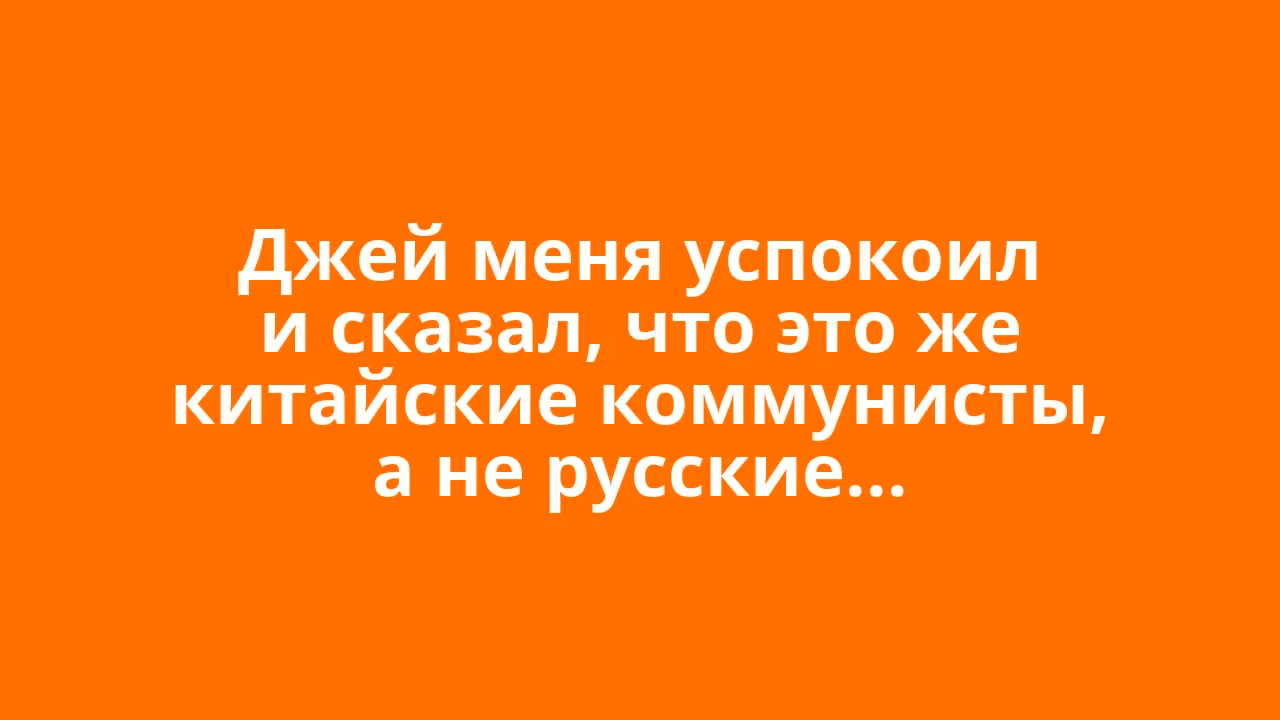 Джей меня успокоил
и сказал, что это же
китайские коммунисты,
а не русские...